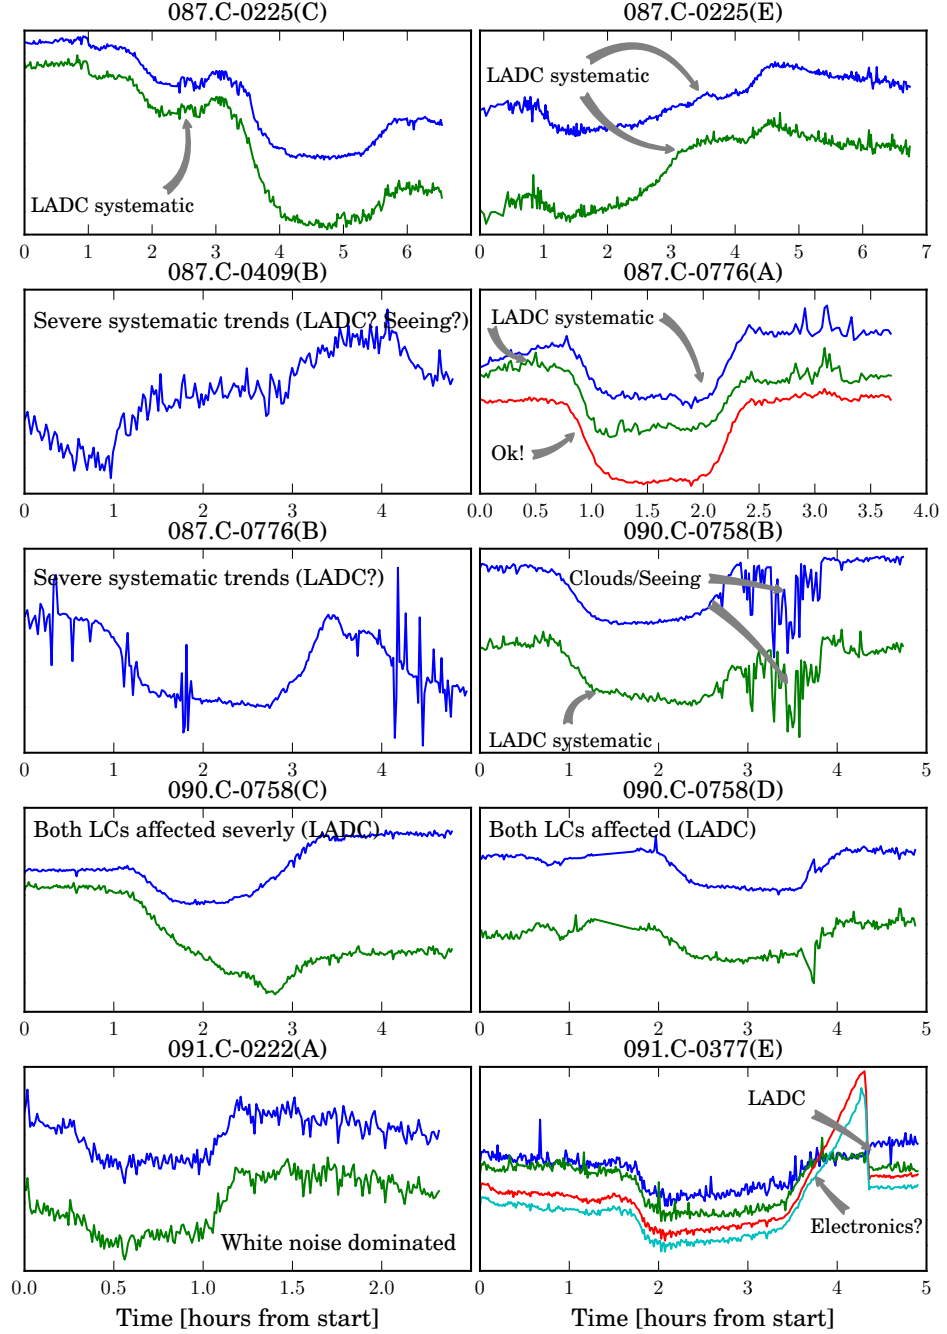 087.C-0225(C)
LADC systematic
0 1 2 3 4 5 6
087.C-0225(E)
LADC systematic
0 1 2 3 4 5 6 7
087.C-0409(B)
Severe systematic trends (LADC? Seeing?)
0 1 2 3 4
087.C-0776(A)
LADC systematic
Ok!
0.0 0.5 1.0 1.5 2.0 2.5 3.0 3.5 4.0
087.C-0776(B)
Severe systematic trends (LADC?)
0 1 2 3 4
090.C-0758(B)
Clouds/Seeing
LADC systematic
0 1 2 3 4 5
090.C-0758(C)
Both LCs affected severly (LADC)
0 1 2 3 4
090.C-0758(D)
Both LCs affected (LADC)
0 1 2 3 4 5
091.C-0222(A)
White noise dominated
0.0 0.5 1.0 1.5 2.0
Time [hours from start]
091.C-0377(E)
LADC
Electronics?
0 1 2 3 4 5
Time [hours from start]